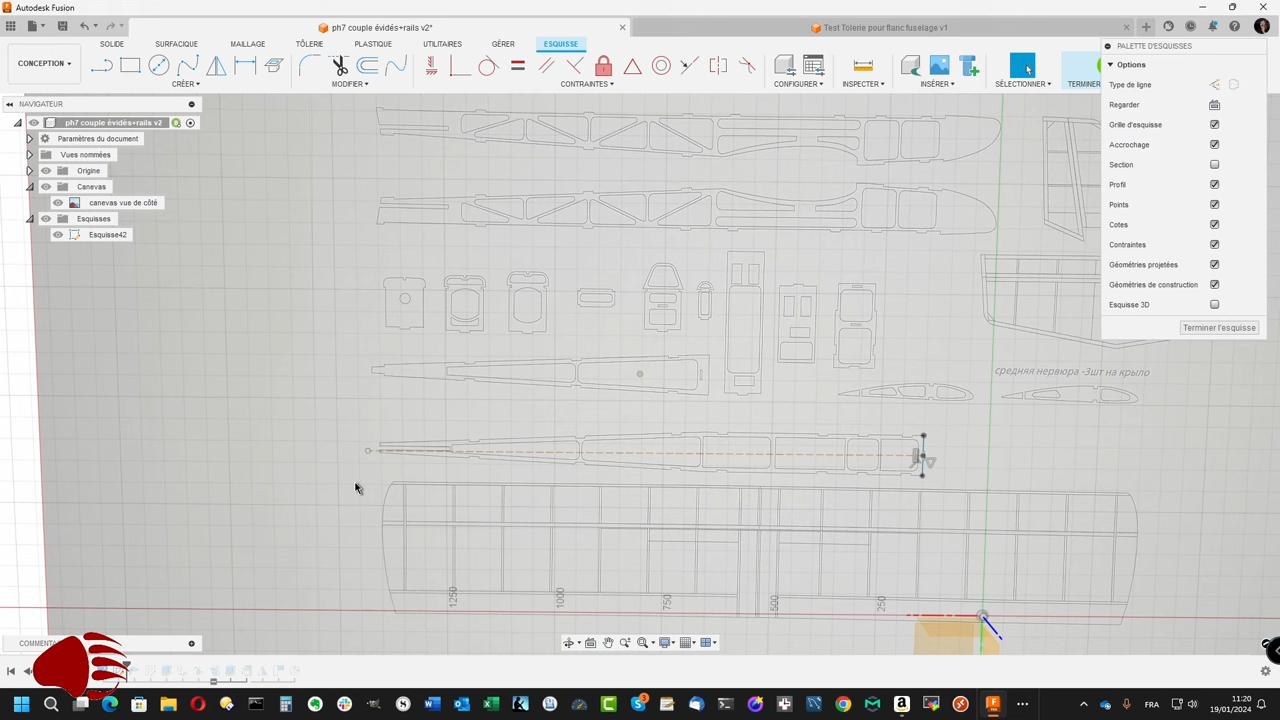 Autodesk Fusion
ph7 couple évidés+rails v2*
Test Tolerie pour flanc fuselage v1
CONCEPTION
SOLIDE
SURFACIQUE
MAILLAGE
TÔLERIE
PLASTIQUE
UTILITAIRES
GÉRER
ESQUISSE
CRÉER
MODIFIER
CONTRAINTES
CONFIGURER
INSPECTER
INSÉRER
SÉLECTIONNER
TERMINER
NAVIGATEUR
ph7 couple évidés+rails v2
Paramètres du document
Vues nommées
Origine
Canevas
canevas vue de côté
Esquisses
Esquisse42
PALETTE D'ESQUISSES
Options
Type de ligne
Regarder
Grille d'esquisse
Accrochage
Section
Profil
Points
Cotes
Contraintes
Géométries projetées
Géométries de construction
Esquisse 3D
Terminer l'esquisse
средняя нервюра -3шт на крыло
1250
1000
750
500
250
COMMENTA
3
FRA
11:20
19/01/2024